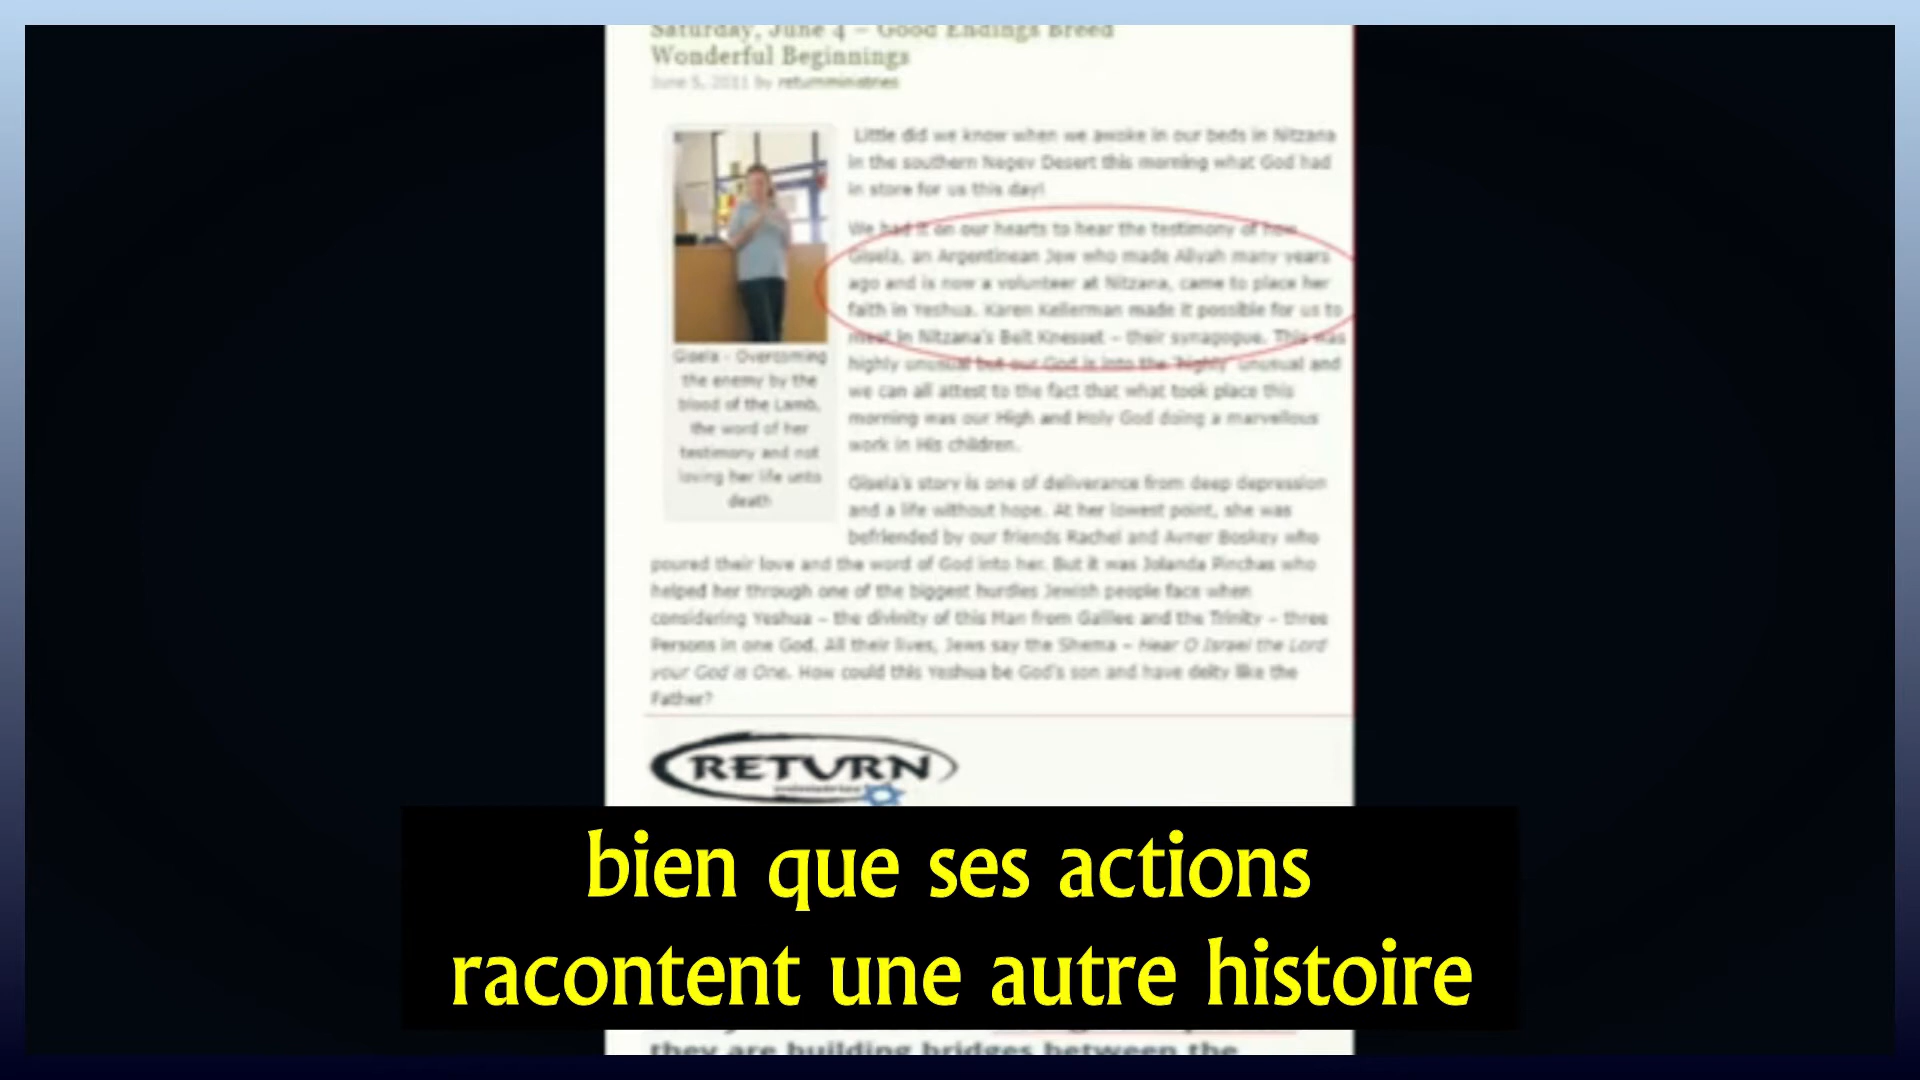 Saturday, June 4 – Good Endings Breed
Wonderful Beginnings
June 5, 2011 by returnministries
Little did we know when we awoke in our beds in Nitzana
in the southern Negev Desert this morning what God had
in store for us this day!
We had it on our hearts to hear the testimony of how
Gisela, an Argentinean Jew who made Aliyah many years
ago and is now a volunteer at Nitzana, came to place her
faith in Yeshua. Karen Kellerman made it possible for us to
meet in Nitzana's Beit Knesset – their synagogue. This was
highly unusual but our God is into the 'highly' unusual and
we can all attest to the fact that what took place this
morning was our High and Holy God doing a marvellous
work in His children.
Gisela - Overcoming
the enemy by the
blood of the Lamb,
the word of her
testimony and not
loving her life unto
death
Gisela's story is one of deliverance from deep depression
and a life without hope. At her lowest point, she was
befriended by our friends Rachel and Avner Boskey who
poured their love and the word of God into her. But it was Jolanda Pinchas who
helped her through one of the biggest hurdles Jewish people face when
considering Yeshua – the divinity of this Man from Galilee and the Trinity – three
Persons in one God. All their lives, Jews say the Shema – Hear O Israel the Lord
your God is One. How could this Yeshua be God's son and have deity like the
Father?
RETURN
ministries
bien que ses actions
racontent une autre histoire
they are building bridges between the